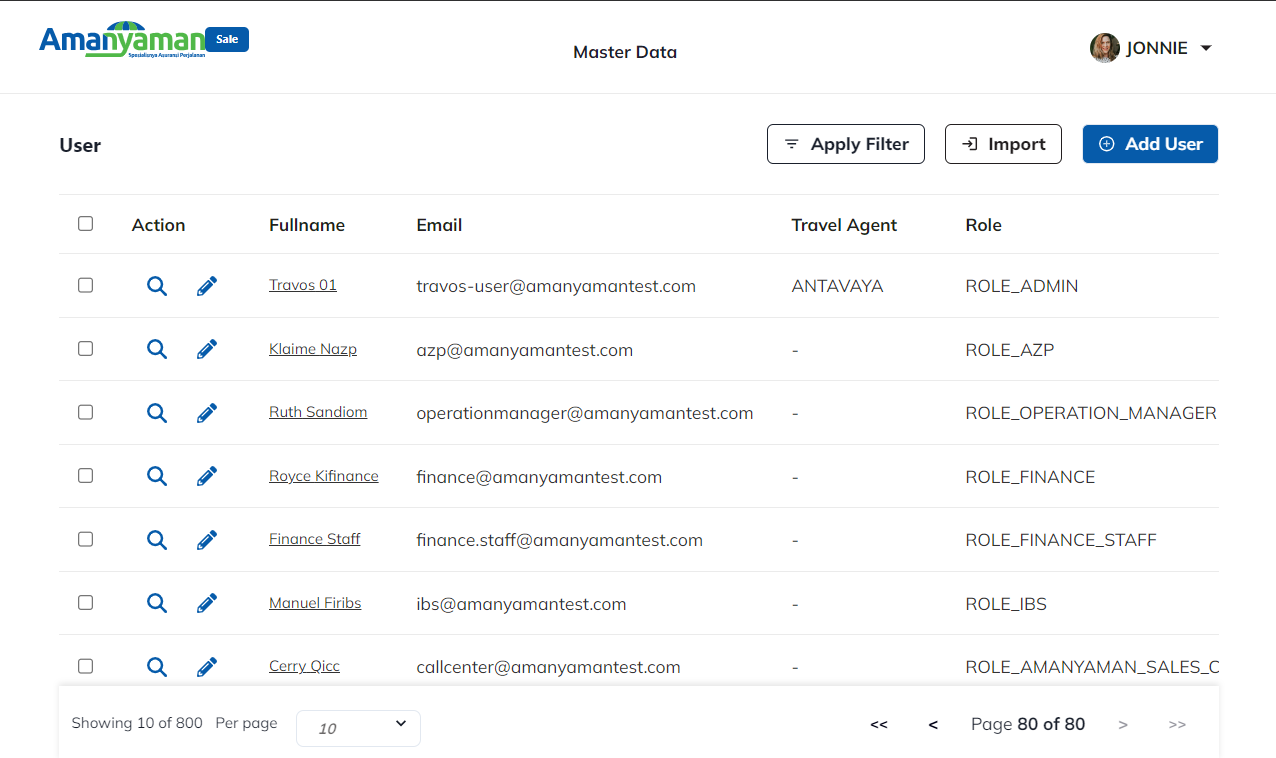 Amanyaman Sale
Spesialisnya Asuransi Perjalanan
Master Data
JONNIE
User
Apply Filter
Import
Add User
Action Fullname Email Travel Agent Role
Travos 01 travos-user@amanyamantest.com ANTAVAYA ROLE_ADMIN
Klaime Nazp azp@amanyamantest.com - ROLE_AZP
Ruth Sandiom operationmanager@amanyamantest.com - ROLE_OPERATION_MANAGER
Royce Kifinance finance@amanyamantest.com - ROLE_FINANCE
Finance Staff finance.staff@amanyamantest.com - ROLE_FINANCE_STAFF
Manuel Firibs ibs@amanyamantest.com - ROLE_IBS
Cerry Qicc callcenter@amanyamantest.com - ROLE_AMANYAMAN_SALES_C
Showing 10 of 800 Per page 10 << < Page 80 of 80 > >>